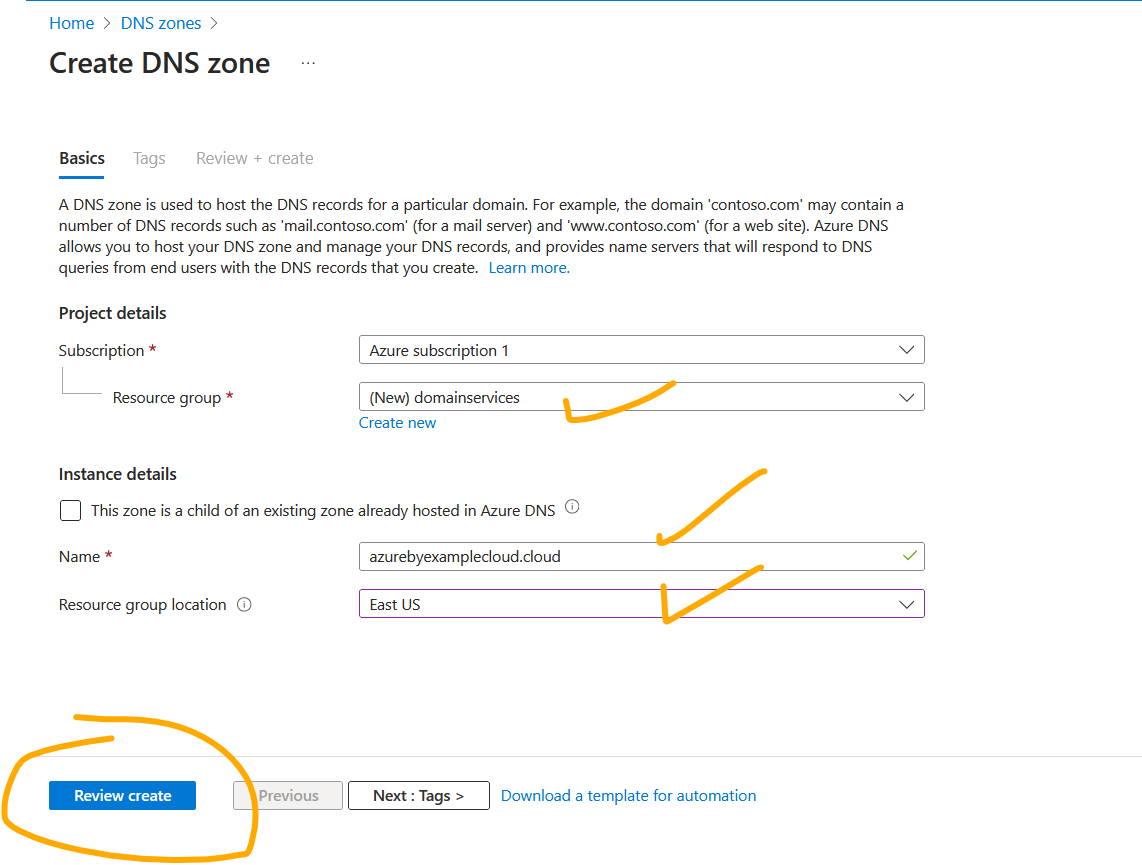 Home > DNS zones >
Create DNS zone ...
Basics Tags Review + create
A DNS zone is used to host the DNS records for a particular domain. For example, the domain 'contoso.com' may contain a
number of DNS records such as 'mail.contoso.com' (for a mail server) and 'www.contoso.com' (for a web site). Azure DNS
allows you to host your DNS zone and manage your DNS records, and provides name servers that will respond to DNS
queries from end users with the DNS records that you create. Learn more.
Project details
Subscription * Azure subscription 1
Resource group * (New) domainservices
Create new
Instance details
This zone is a child of an existing zone already hosted in Azure DNS
Name * azurebyexamplecloud.cloud
Resource group location East US
Review create Previous Next : Tags > Download a template for automation